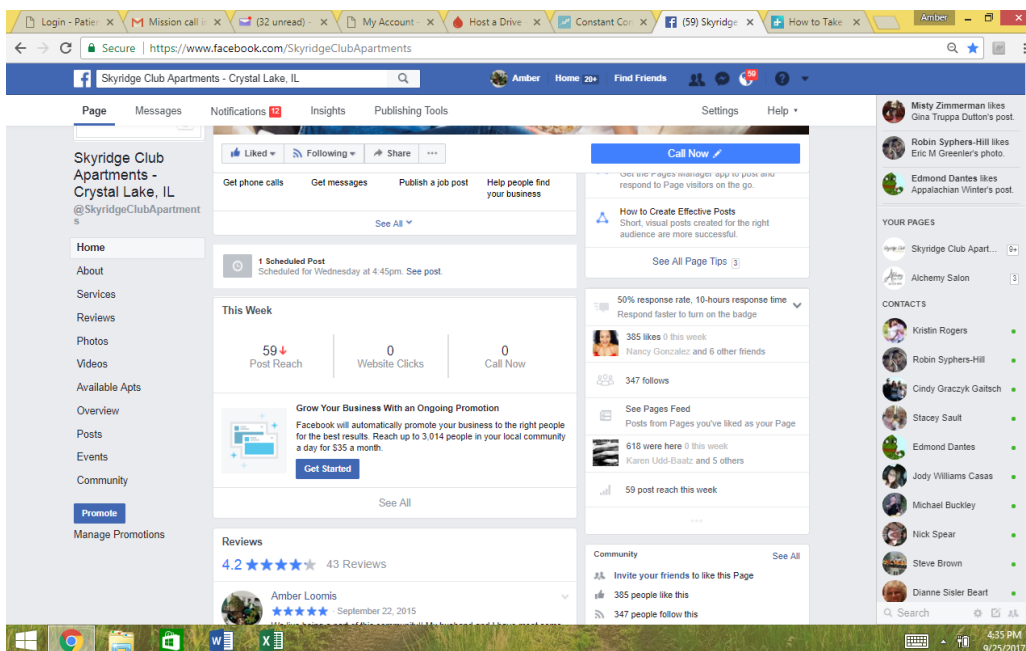 Login - Patien
Mission call i
(32 unread) -
My Account -
Host a Drive -
Constant Con
(59) Skyridge
How to Take
Amber
Secure | https://www.facebook.com/SkyridgeClubApartments
Skyridge Club Apartments - Crystal Lake, IL
Amber Home 20+ Find Friends 59
Page Messages Notifications 12 Insights Publishing Tools Settings Help
Skyridge Club
Apartments -
Crystal Lake, IL
@SkyridgeClubApartment
s
Home
About
Services
Reviews
Photos
Videos
Available Apts
Overview
Posts
Events
Community
Promote
Manage Promotions
Liked Following Share ...
Call Now
Get phone calls Get messages Publish a job post Help people find
your business
See All
1 Scheduled Post
Scheduled for Wednesday at 4:45pm. See post.
This Week
59 0 0
Post Reach Website Clicks Call Now
Grow Your Business With an Ongoing Promotion
Facebook will automatically promote your business to the right people
for the best results. Reach up to 3,014 people in your local community
a day for $35 a month.
Get Started
See All
Reviews
4.2 43 Reviews
Amber Loomis
· September 22, 2015
Get the Pages Manager app to post and
respond to Page visitors on the go.
How to Create Effective Posts
Short, visual posts created for the right
audience are more successful.
See All Page Tips 3
50% response rate, 10-hours response time
Respond faster to turn on the badge
385 likes 0 this week
Nancy Gonzalez and 6 other friends
347 follows
See Pages Feed
Posts from Pages you've liked as your Page
618 were here 0 this week
Karen Udd-Baatz and 5 others
59 post reach this week
...
Community See All
Invite your friends to like this Page
385 people like this
347 people follow this
Misty Zimmerman likes
Gina Truppa Dutton's post.
Robin Syphers-Hill likes
Eric M Greenler's photo.
Edmond Dantes likes
Appalachian Winter's post.
YOUR PAGES
Skyridge Club Apart... 9+
Alchemy Salon 3
CONTACTS
Kristin Rogers
Robin Syphers-Hill
Cindy Graczyk Gaitsch
Stacey Sault
Edmond Dantes
Jody Williams Casas
Michael Buckley
Nick Spear
Steve Brown
Dianne Sisler Beart
Search
4:35 PM
9/25/2017